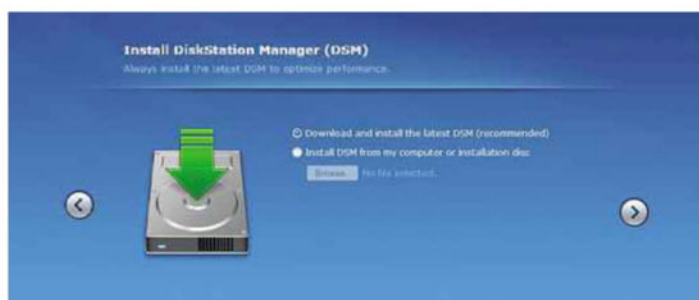 Install DiskStation Manager (DSM)
Always install the latest DSM to optimize performance.
Download and install the latest DSM (recommended)
Install DSM from my computer or installation disc
Browse... No file selected.